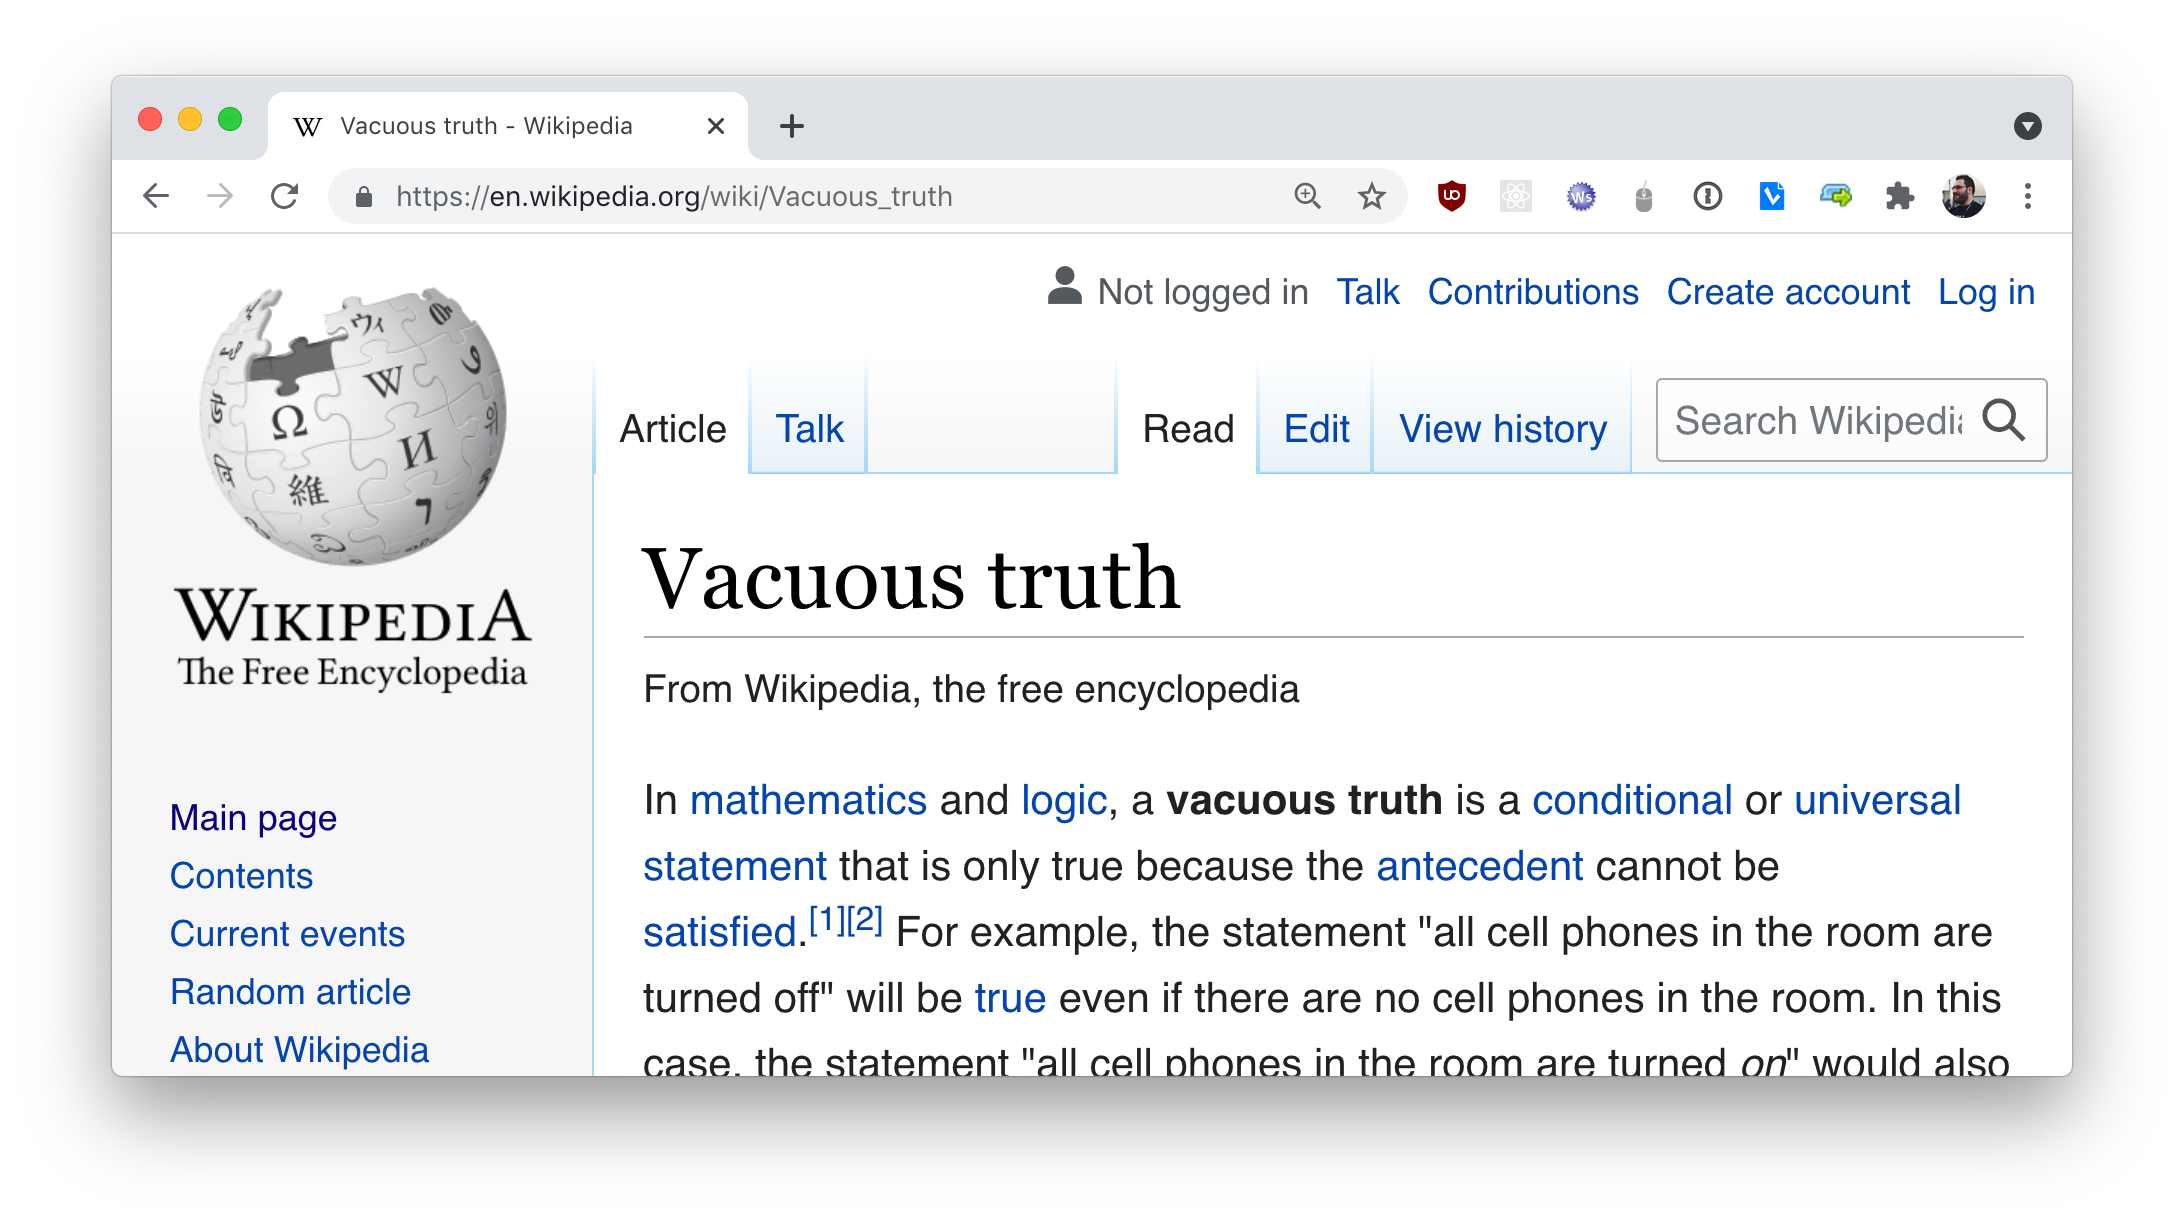 Vacuous truth - Wikipedia
https://en.wikipedia.org/wiki/Vacuous_truth
Not logged in Talk Contributions Create account Log in
Article Talk Read Edit View history Search Wikipedia
WIKIPEDIA
The Free Encyclopedia
Main page
Contents
Current events
Random article
About Wikipedia
Vacuous truth
From Wikipedia, the free encyclopedia
In mathematics and logic, a vacuous truth is a conditional or universal
statement that is only true because the antecedent cannot be
satisfied.[1][2] For example, the statement "all cell phones in the room are
turned off" will be true even if there are no cell phones in the room. In this
case, the statement "all cell phones in the room are turned on" would also